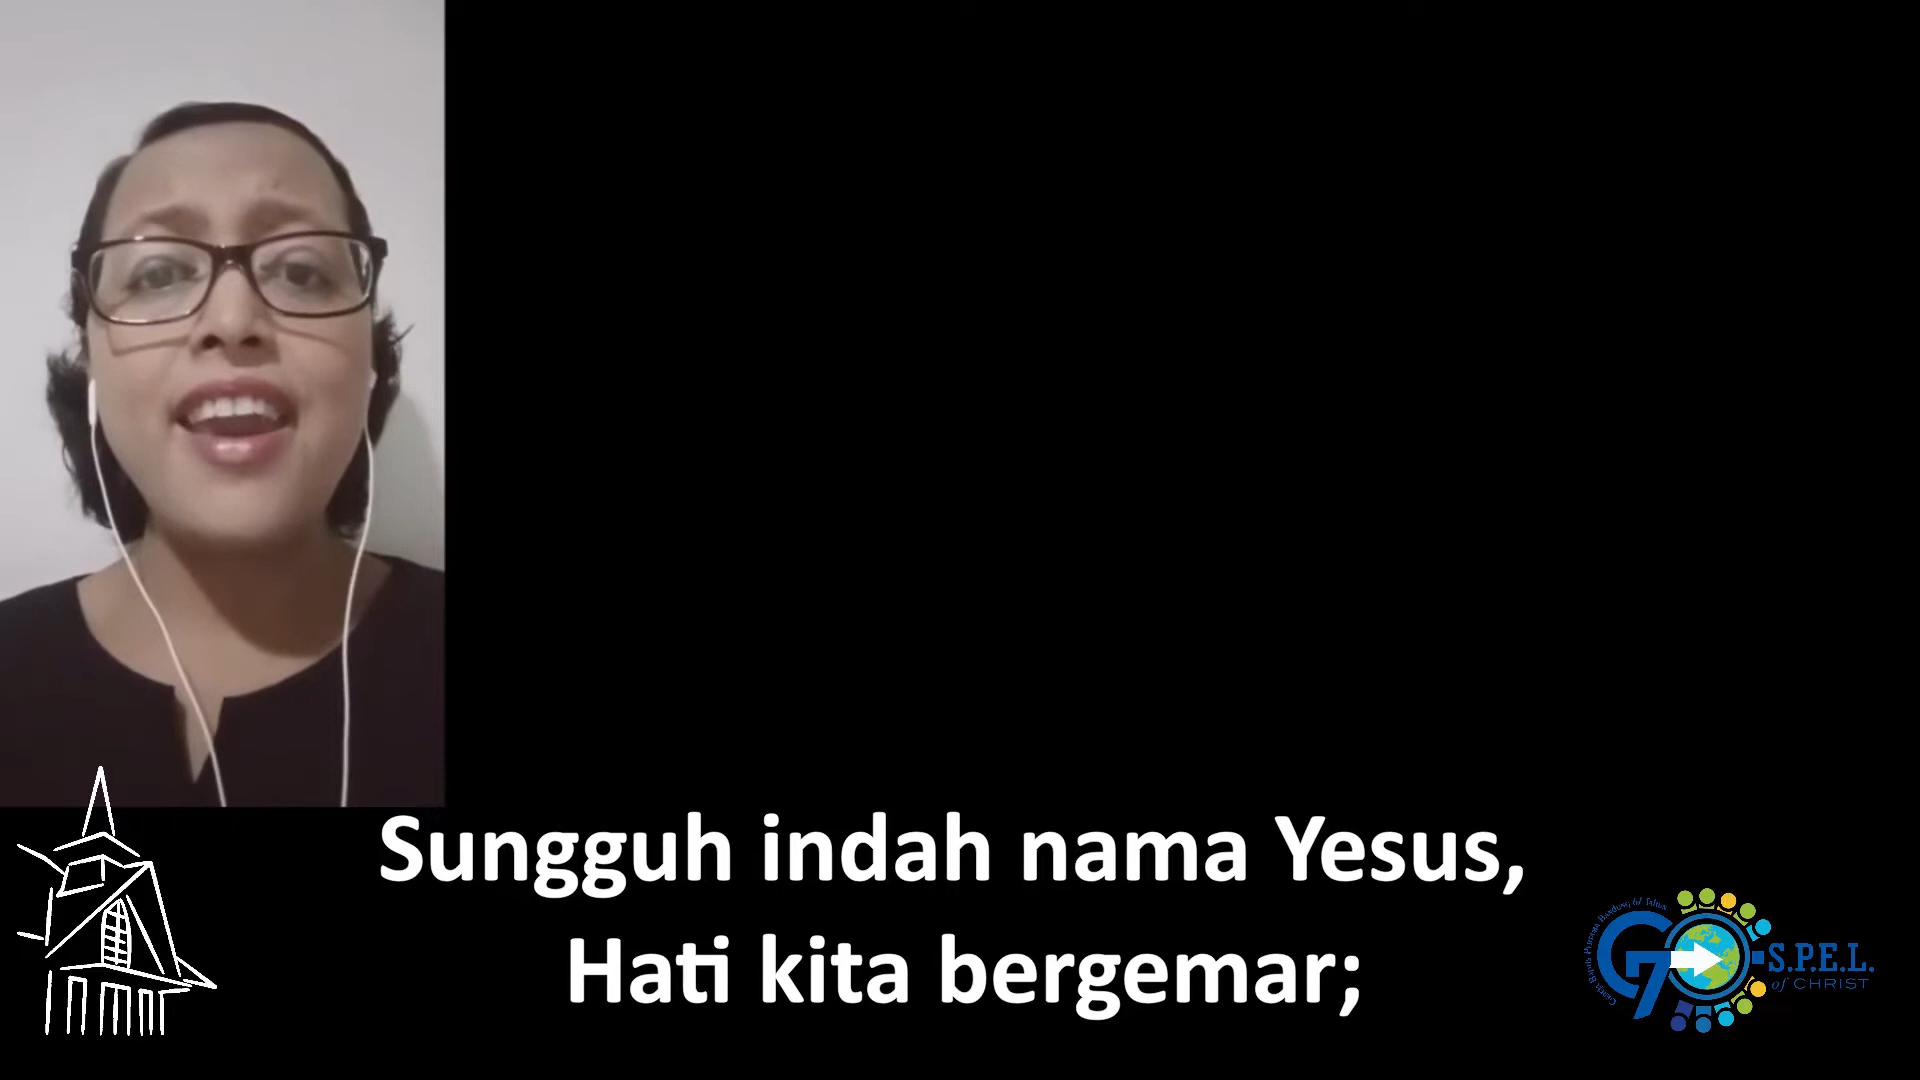 Sungguh indah nama Yesus,
Hati kita bergemar;
S.P.E.L.
of CHRIST